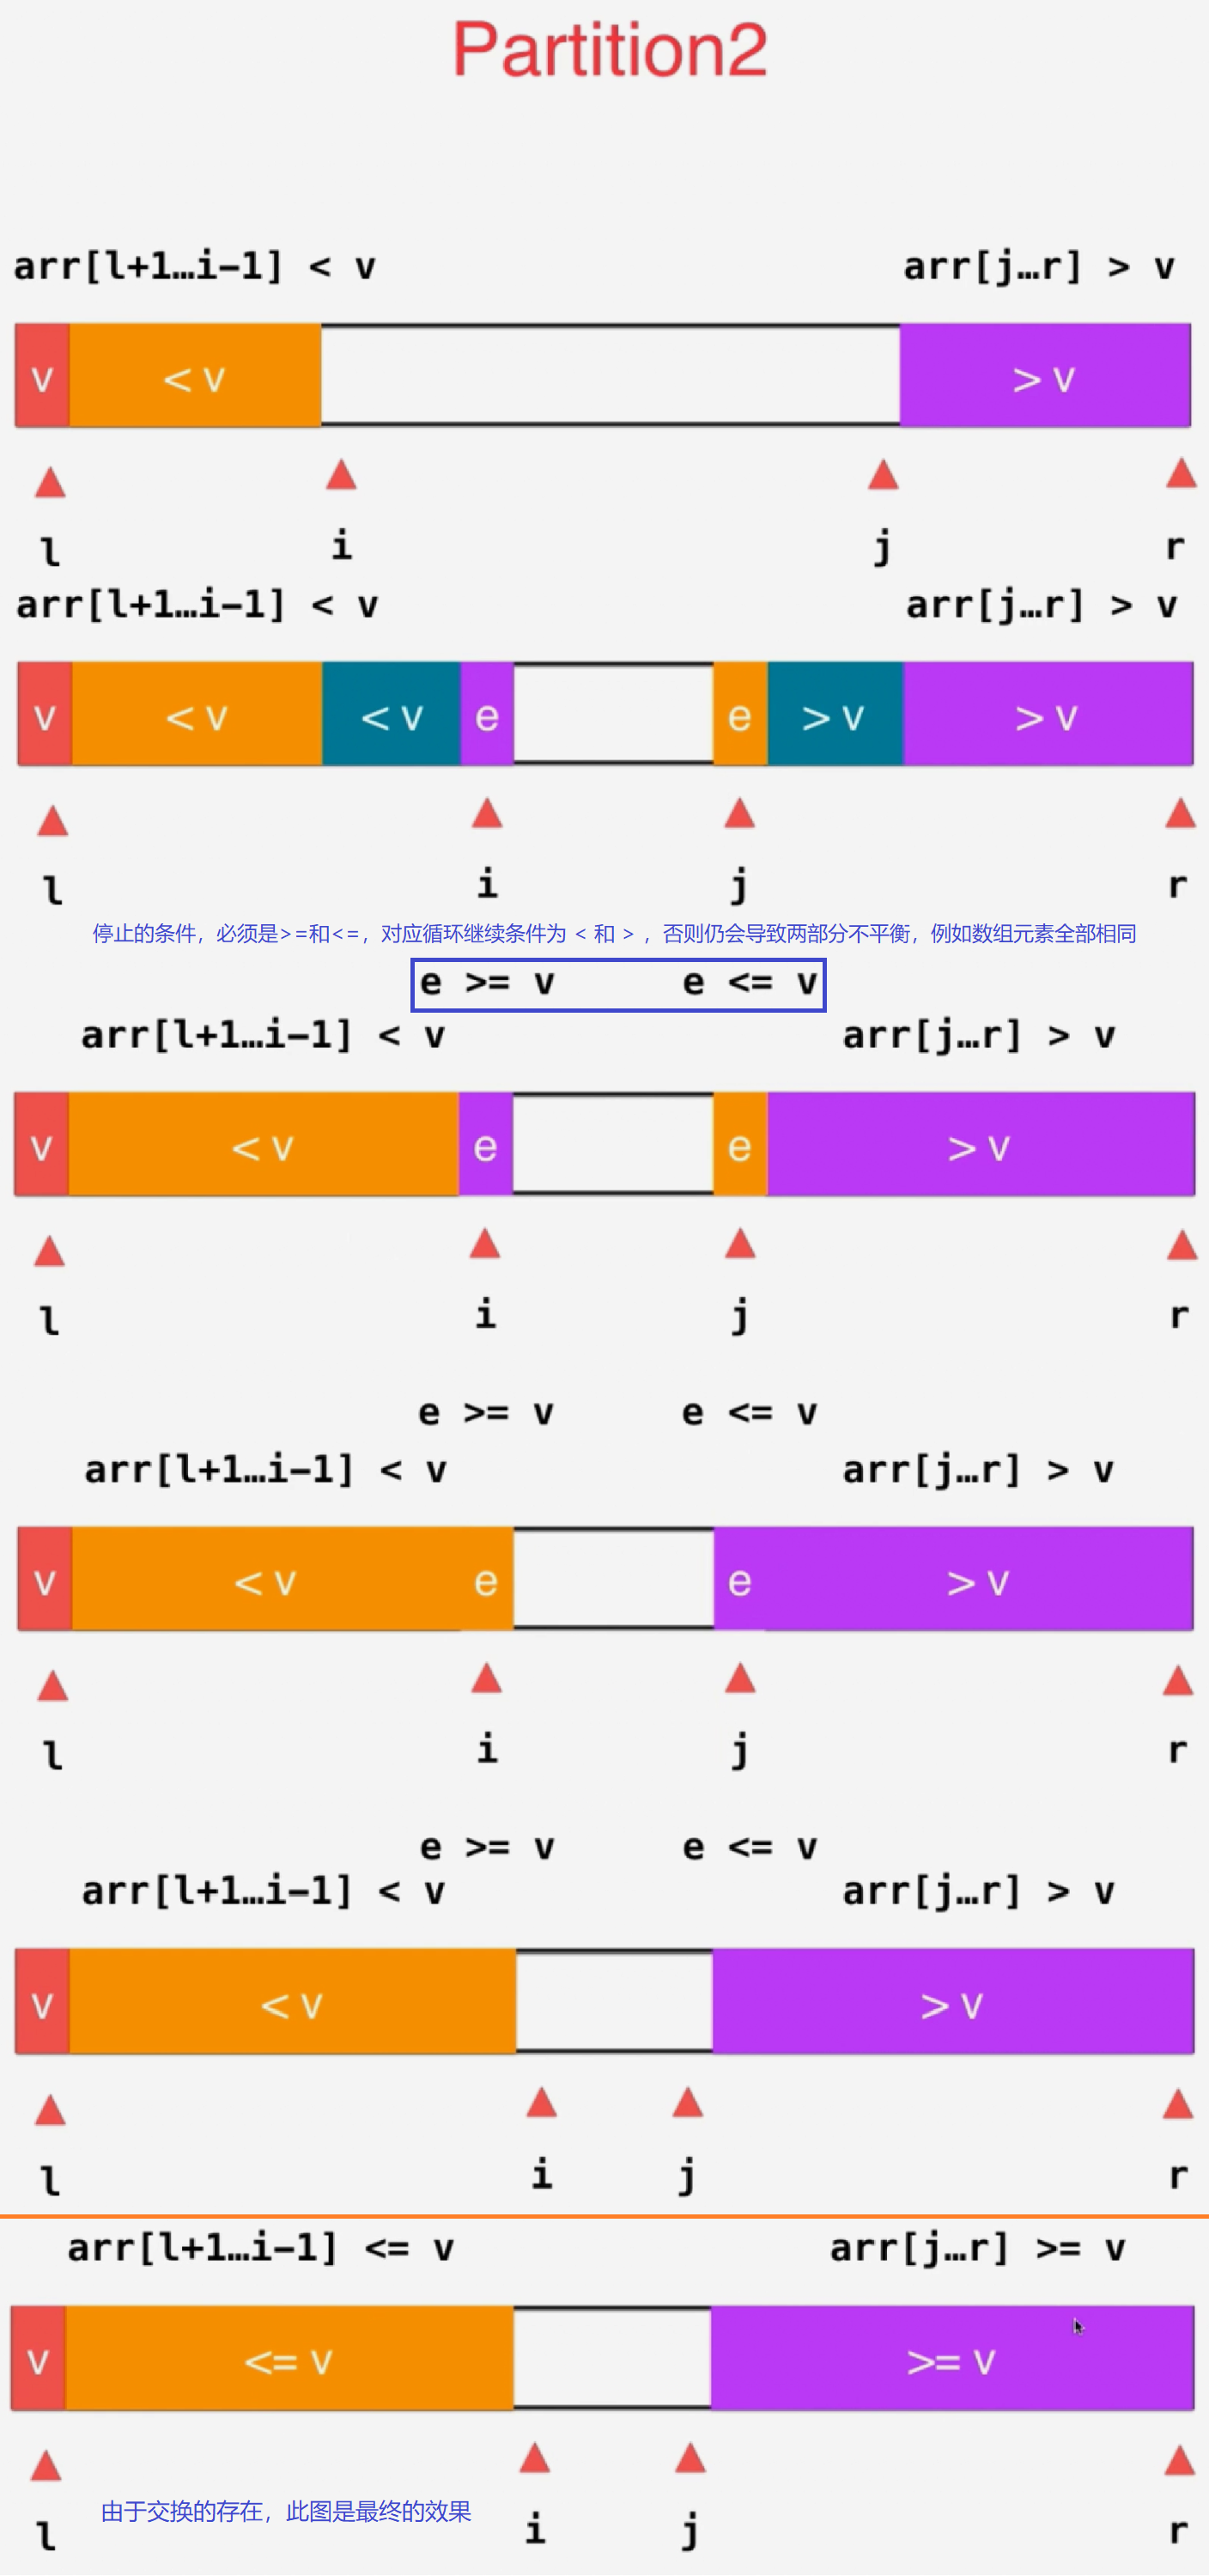 Partition2
arr[l+1…i-1] < v arr[j…r] > v
v < v > v
l i j r
arr[l+1…i-1] < v arr[j…r] > v
v < v < v e e > v > v
l i j r
停止的条件，必须是>=和<=，对应循环继续条件为 < 和 > ，否则仍会导致两部分不平衡，例如数组元素全部相同
e >= v e <= v
arr[l+1…i-1] < v arr[j…r] > v
v < v e e > v
l i j r
e >= v e <= v
arr[l+1…i-1] < v arr[j…r] > v
v < v e e > v
l i j r
e >= v e <= v
arr[l+1…i-1] < v arr[j…r] > v
v < v > v
l i j r
arr[l+1…i-1] <= v arr[j…r] >= v
v <= v >= v
由于交换的存在，此图是最终的效果
l i j r